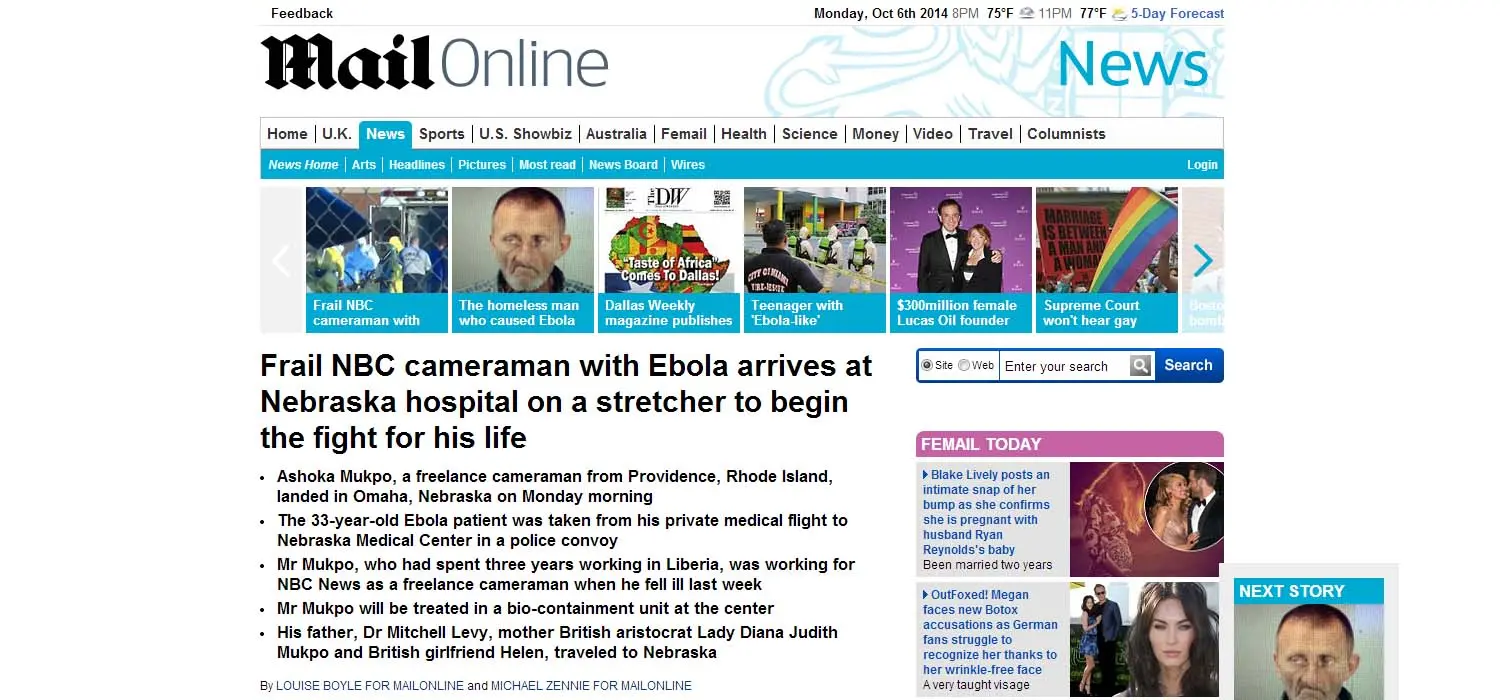 Feedback
Monday, Oct 6th 2014 8PM 75°F 11PM 77°F 5-Day Forecast
Mail Online
News
Home U.K. News Sports U.S. Showbiz Australia Femail Health Science Money Video Travel Columnists
News Home Arts Headlines Pictures Most read News Board Wires Login
The DW
"Taste of Africa"
Comes To Dallas!
CITY OF MIAMI
FIRE-RESCUE
MARRIAGE
IS BETWEEN
A MAN AND
A WOMAN
Frail NBC
cameraman with
The homeless man
who caused Ebola
Dallas Weekly
magazine publishes
Teenager with
'Ebola-like'
$300million female
Lucas Oil founder
Supreme Court
won't hear gay
Frail NBC cameraman with Ebola arrives at
Nebraska hospital on a stretcher to begin
the fight for his life
Ashoka Mukpo, a freelance cameraman from Providence, Rhode Island,
landed in Omaha, Nebraska on Monday morning
The 33-year-old Ebola patient was taken from his private medical flight to
Nebraska Medical Center in a police convoy
Mr Mukpo, who had spent three years working in Liberia, was working for
NBC News as a freelance cameraman when he fell ill last week
Mr Mukpo will be treated in a bio-containment unit at the center
His father, Dr Mitchell Levy, mother British aristocrat Lady Diana Judith
Mukpo and British girlfriend Helen, traveled to Nebraska
By LOUISE BOYLE FOR MAILONLINE and MICHAEL ZENNIE FOR MAILONLINE
Site Web Enter your search Search
FEMAIL TODAY
Blake Lively posts an
intimate snap of her
bump as she confirms
she is pregnant with
husband Ryan
Reynolds's baby
Been married two years
OutFoxed! Megan
faces new Botox
accusations as German
fans struggle to
recognize her thanks to
her wrinkle-free face
A very taught visage
NEXT STORY